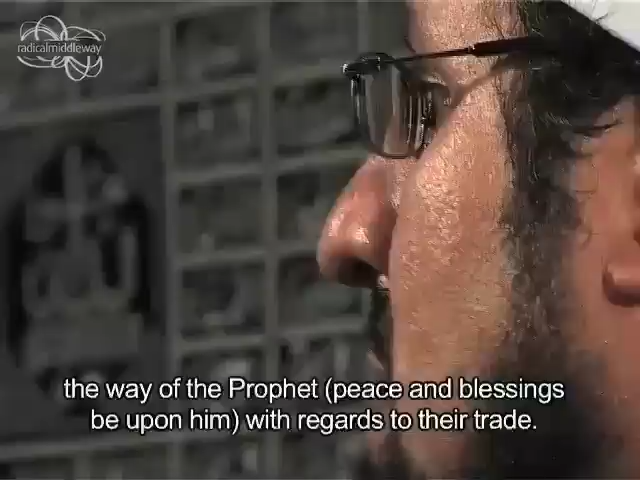 radicalmiddleway
the way of the Prophet (peace and blessings
be upon him) with regards to their trade.